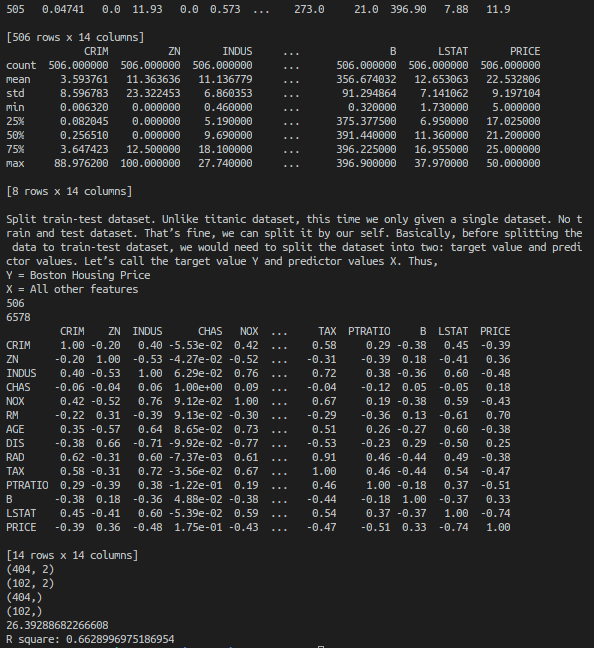 505  0.04741   0.0  11.93   0.0  0.573  ...    273.0     21.0  396.90   7.88   11.9
[506 rows x 14 columns]
CRIM          ZN       INDUS     ...               B       LSTAT       PRICE
count  506.000000  506.000000  506.000000     ...      506.000000  506.000000  506.000000
mean     3.593761   11.363636   11.136779     ...      356.674032   12.653063   22.532806
std      8.596783   23.322453    6.860353     ...       91.294864    7.141062    9.197104
min      0.006320    0.000000    0.460000     ...        0.320000    1.730000    5.000000
25%      0.082045    0.000000    5.190000     ...      375.377500    6.950000   17.025000
50%      0.256510    0.000000    9.690000     ...      391.440000   11.360000   21.200000
75%      3.647423   12.500000   18.100000     ...      396.225000   16.955000   25.000000
max     88.976200  100.000000   27.740000     ...      396.900000   37.970000   50.000000
[8 rows x 14 columns]
Split train-test dataset. Unlike titanic dataset, this time we only given a single dataset. No t
rain and test dataset. That’s fine, we can split it by our self. Basically, before splitting the
data to train-test dataset, we would need to split the dataset into two: target value and predi
ctor values. Let’s call the target value Y and predictor values X. Thus,
Y = Boston Housing Price
X = All other features
506
6578
CRIM    ZN  INDUS      CHAS   NOX  ...     TAX  PTRATIO     B  LSTAT  PRICE
CRIM     1.00 -0.20   0.40 -5.53e-02  0.42  ...    0.58     0.29 -0.38   0.45  -0.39
ZN      -0.20  1.00  -0.53 -4.27e-02 -0.52  ...   -0.31    -0.39  0.18  -0.41   0.36
INDUS    0.40 -0.53   1.00  6.29e-02  0.76  ...    0.72     0.38 -0.36   0.60  -0.48
CHAS    -0.06 -0.04   0.06  1.00e+00  0.09  ...   -0.04    -0.12  0.05  -0.05   0.18
NOX      0.42 -0.52   0.76  9.12e-02  1.00  ...    0.67     0.19 -0.38   0.59  -0.43
RM      -0.22  0.31  -0.39  9.13e-02 -0.30  ...   -0.29    -0.36  0.13  -0.61   0.70
AGE      0.35 -0.57   0.64  8.65e-02  0.73  ...    0.51     0.26 -0.27   0.60  -0.38
DIS     -0.38  0.66  -0.71 -9.92e-02 -0.77  ...   -0.53    -0.23  0.29  -0.50   0.25
RAD      0.62 -0.31   0.60 -7.37e-03  0.61  ...    0.91     0.46 -0.44   0.49  -0.38
TAX      0.58 -0.31   0.72 -3.56e-02  0.67  ...    1.00     0.46 -0.44   0.54  -0.47
PTRATIO  0.29 -0.39   0.38 -1.22e-01  0.19  ...    0.46     1.00 -0.18   0.37  -0.51
B       -0.38  0.18  -0.36  4.88e-02 -0.38  ...   -0.44    -0.18  1.00  -0.37   0.33
LSTAT    0.45 -0.41   0.60 -5.39e-02  0.59  ...    0.54     0.37 -0.37   1.00  -0.74
PRICE   -0.39  0.36  -0.48  1.75e-01 -0.43  ...   -0.47    -0.51  0.33  -0.74   1.00
[14 rows x 14 columns]
(404, 2)
(102, 2)
(404,)
(102,)
26.39288682266608
R square: 0.6628996975186954